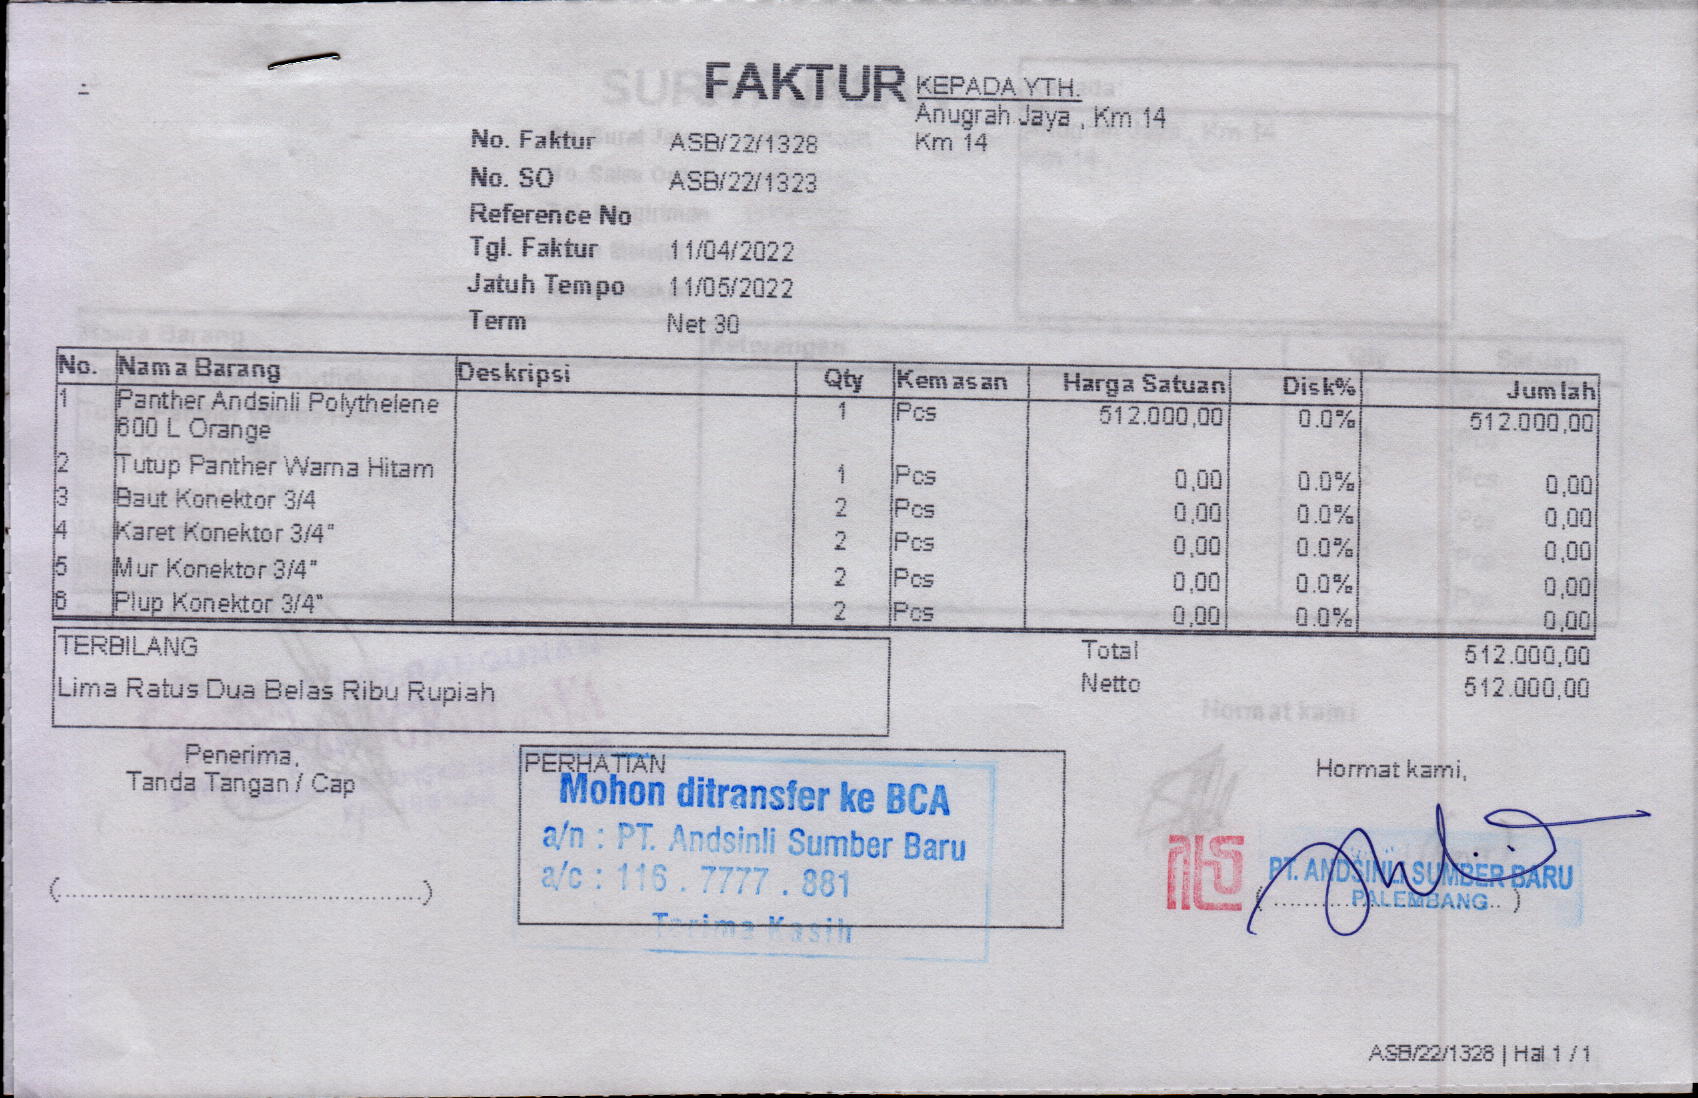 FAKTUR
KEPADA YTH.
Anugrah Jaya , Km 14
Km 14
No. Faktur ASB/22/1328
No. SO ASB/22/1323
Reference No
Tgl. Faktur 11/04/2022
Jatuh Tempo 11/05/2022
Term Net 30
No. Nama Barang Deskripsi Qty Kemasan Harga Satuan Disk% Jumlah
1 Panther Andsinli Polythelene 1 Pcs 512.000,00 0.0% 512.000,00
600 L Orange
2 Tutup Panther Warna Hitam 1 Pcs 0,00 0.0% 0,00
3 Baut Konektor 3/4 2 Pcs 0,00 0.0% 0,00
4 Karet Konektor 3/4" 2 Pcs 0,00 0.0% 0,00
5 Mur Konektor 3/4" 2 Pcs 0,00 0.0% 0,00
6 Plup Konektor 3/4" 2 Pcs 0,00 0.0% 0,00
TERBILANG
Lima Ratus Dua Belas Ribu Rupiah
Total 512.000,00
Netto 512.000,00
Penerima,
Tanda Tangan / Cap
(..................................................)
PERHATIAN
Mohon ditransfer ke BCA
a/n : PT. Andsinli Sumber Baru
a/c : 116 . 7777 . 881
Terima Kasih
Hormat kami,
PT. ANDSINLI SUMBER BARU
PALEMBANG
ASB/22/1328 | Hal 1 / 1